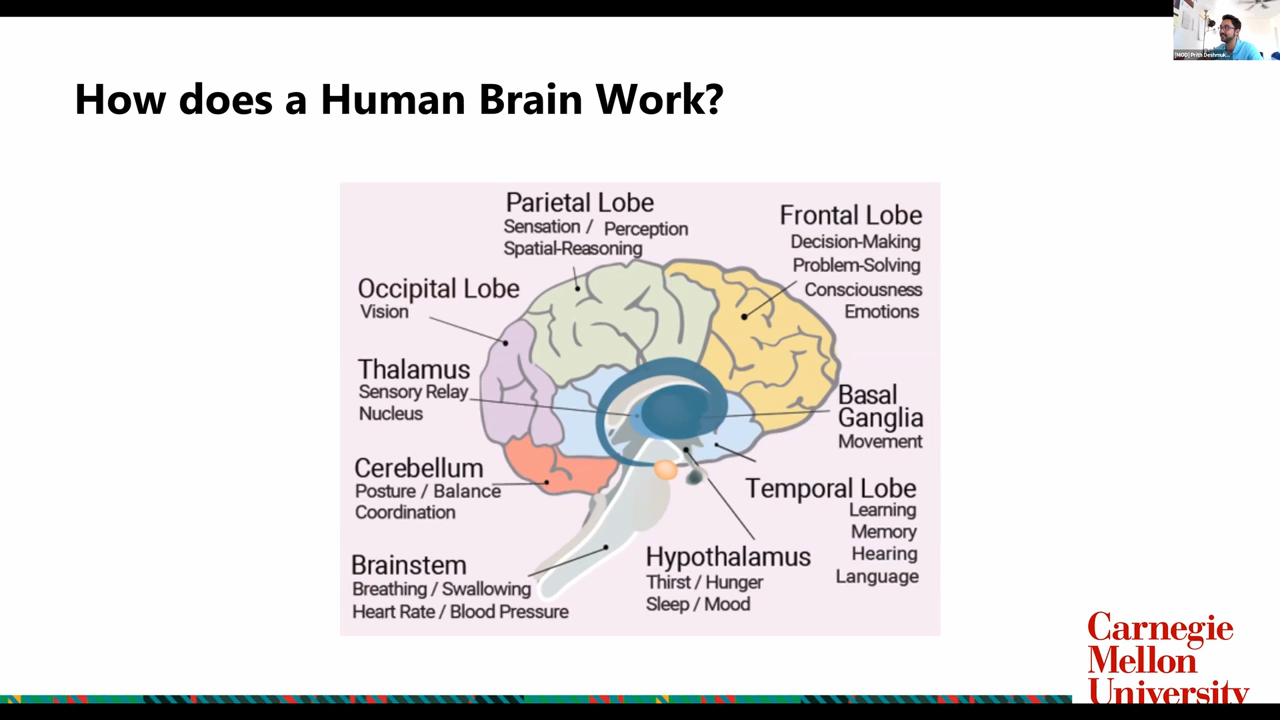 How does a Human Brain Work?
Parietal Lobe
Sensation / Perception
Spatial-Reasoning
Frontal Lobe
Decision-Making
Problem-Solving
Consciousness
Emotions
Occipital Lobe
Vision
Thalamus
Sensory Relay
Nucleus
Basal
Ganglia
Movement
Cerebellum
Posture / Balance
Coordination
Temporal Lobe
Learning
Memory
Hearing
Language
Brainstem
Breathing / Swallowing
Heart Rate / Blood Pressure
Hypothalamus
Thirst / Hunger
Sleep / Mood
Carnegie
Mellon
University